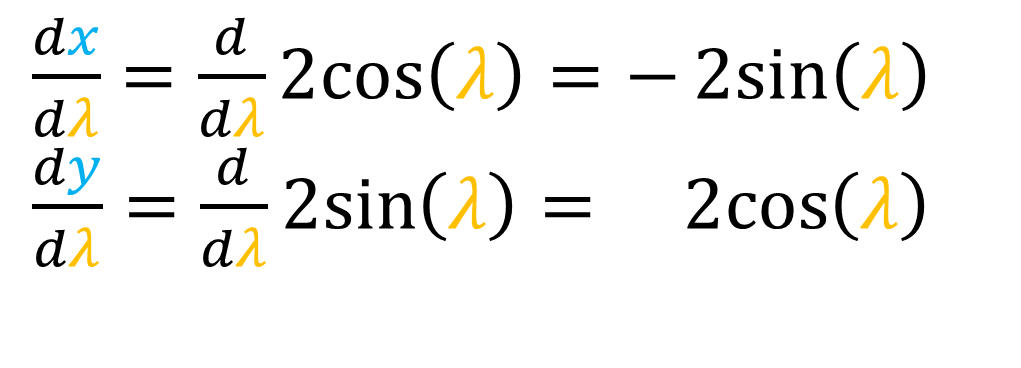 dx/dλ = d/dλ 2cos(λ) = − 2sin(λ)
dy/dλ = d/dλ 2sin(λ) = 2cos(λ)